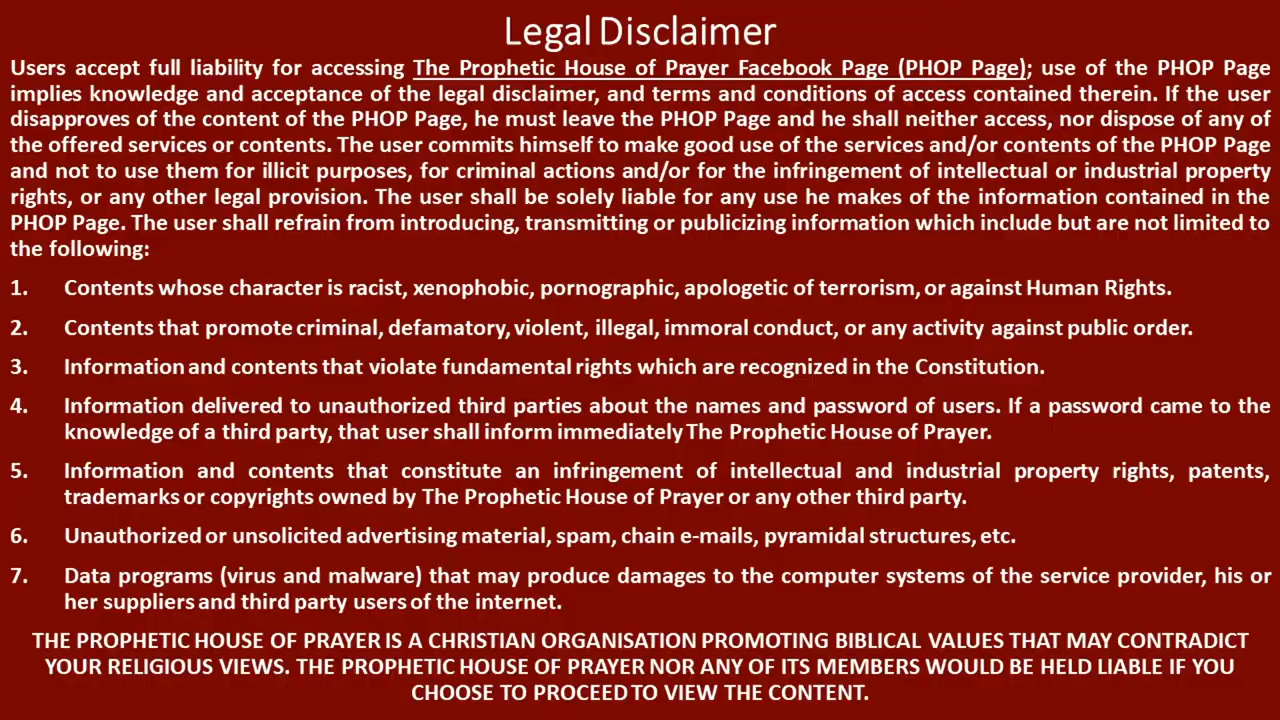 Legal Disclaimer
Users accept full liability for accessing The Prophetic House of Prayer Facebook Page (PHOP Page); use of the PHOP Page
implies knowledge and acceptance of the legal disclaimer, and terms and conditions of access contained therein. If the user
disapproves of the content of the PHOP Page, he must leave the PHOP Page and he shall neither access, nor dispose of any of
the offered services or contents. The user commits himself to make good use of the services and/or contents of the PHOP Page
and not to use them for illicit purposes, for criminal actions and/or for the infringement of intellectual or industrial property
rights, or any other legal provision. The user shall be solely liable for any use he makes of the information contained in the
PHOP Page. The user shall refrain from introducing, transmitting or publicizing information which include but are not limited to
the following:
1. Contents whose character is racist, xenophobic, pornographic, apologetic of terrorism, or against Human Rights.
2. Contents that promote criminal, defamatory, violent, illegal, immoral conduct, or any activity against public order.
3. Information and contents that violate fundamental rights which are recognized in the Constitution.
4. Information delivered to unauthorized third parties about the names and password of users. If a password came to the
knowledge of a third party, that user shall inform immediately The Prophetic House of Prayer.
5. Information and contents that constitute an infringement of intellectual and industrial property rights, patents,
trademarks or copyrights owned by The Prophetic House of Prayer or any other third party.
6. Unauthorized or unsolicited advertising material, spam, chain e-mails, pyramidal structures, etc.
7. Data programs (virus and malware) that may produce damages to the computer systems of the service provider, his or
her suppliers and third party users of the internet.
THE PROPHETIC HOUSE OF PRAYER IS A CHRISTIAN ORGANISATION PROMOTING BIBLICAL VALUES THAT MAY CONTRADICT
YOUR RELIGIOUS VIEWS. THE PROPHETIC HOUSE OF PRAYER NOR ANY OF ITS MEMBERS WOULD BE HELD LIABLE IF YOU
CHOOSE TO PROCEED TO VIEW THE CONTENT.